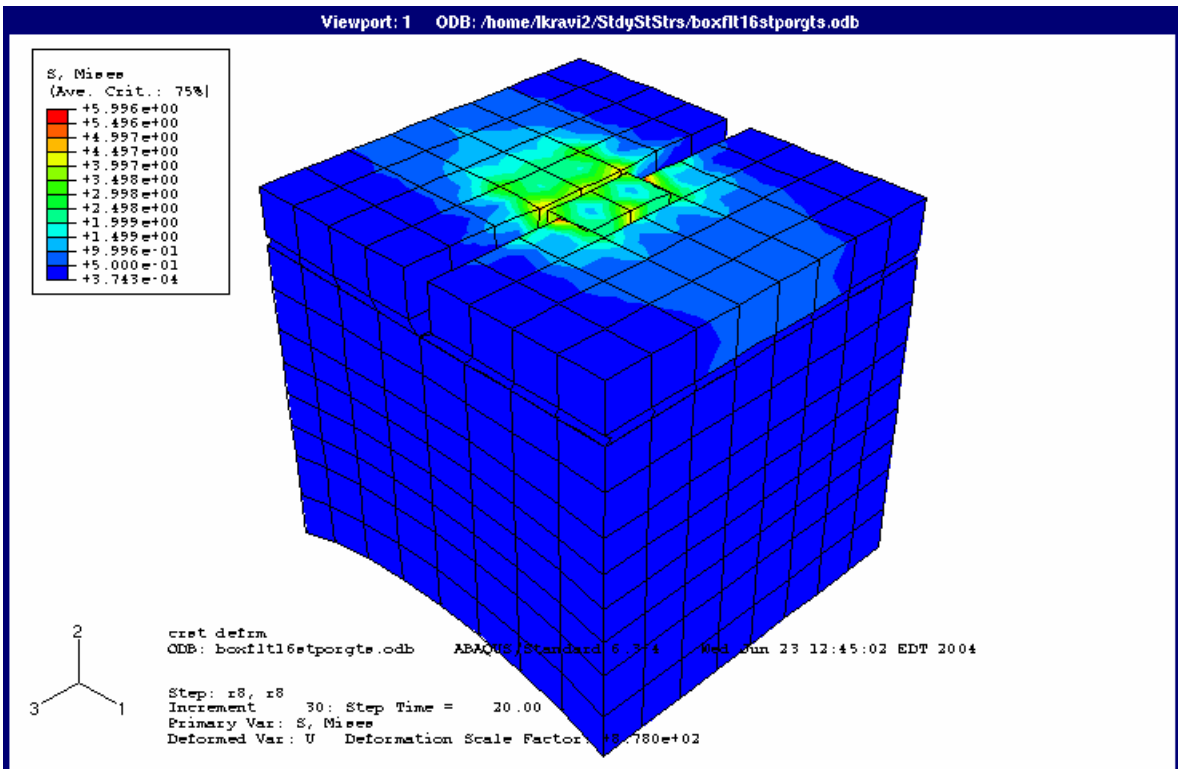 Viewport: 1 ODB: /home/lkravi2/StdyStStrs/boxflt16stporgts.odb
S, Mises
(Ave. Crit.: 75%)
+5.996e+00
+5.496e+00
+4.997e+00
+4.497e+00
+3.997e+00
+3.498e+00
+2.998e+00
+2.498e+00
+1.999e+00
+1.499e+00
+9.996e-01
+5.000e-01
+3.743e-04
2
3
1
crst defrm
ODB: boxflt16stporgts.odb ABAQUS/Standard 6.3-4 Wed Jun 23 12:45:02 EDT 2004
Step: r8, r8
Increment 30: Step Time = 20.00
Primary Var: S, Mises
Deformed Var: U Deformation Scale Factor: .780e+02